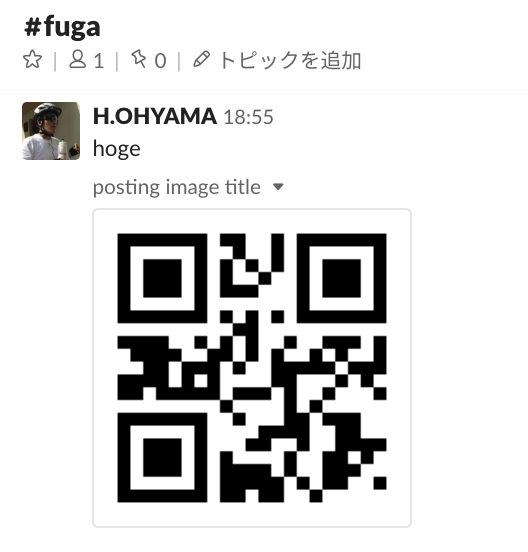 #fuga
1 | 0 | トピックを追加
H.OHYAMA 18:55
hoge
posting image title